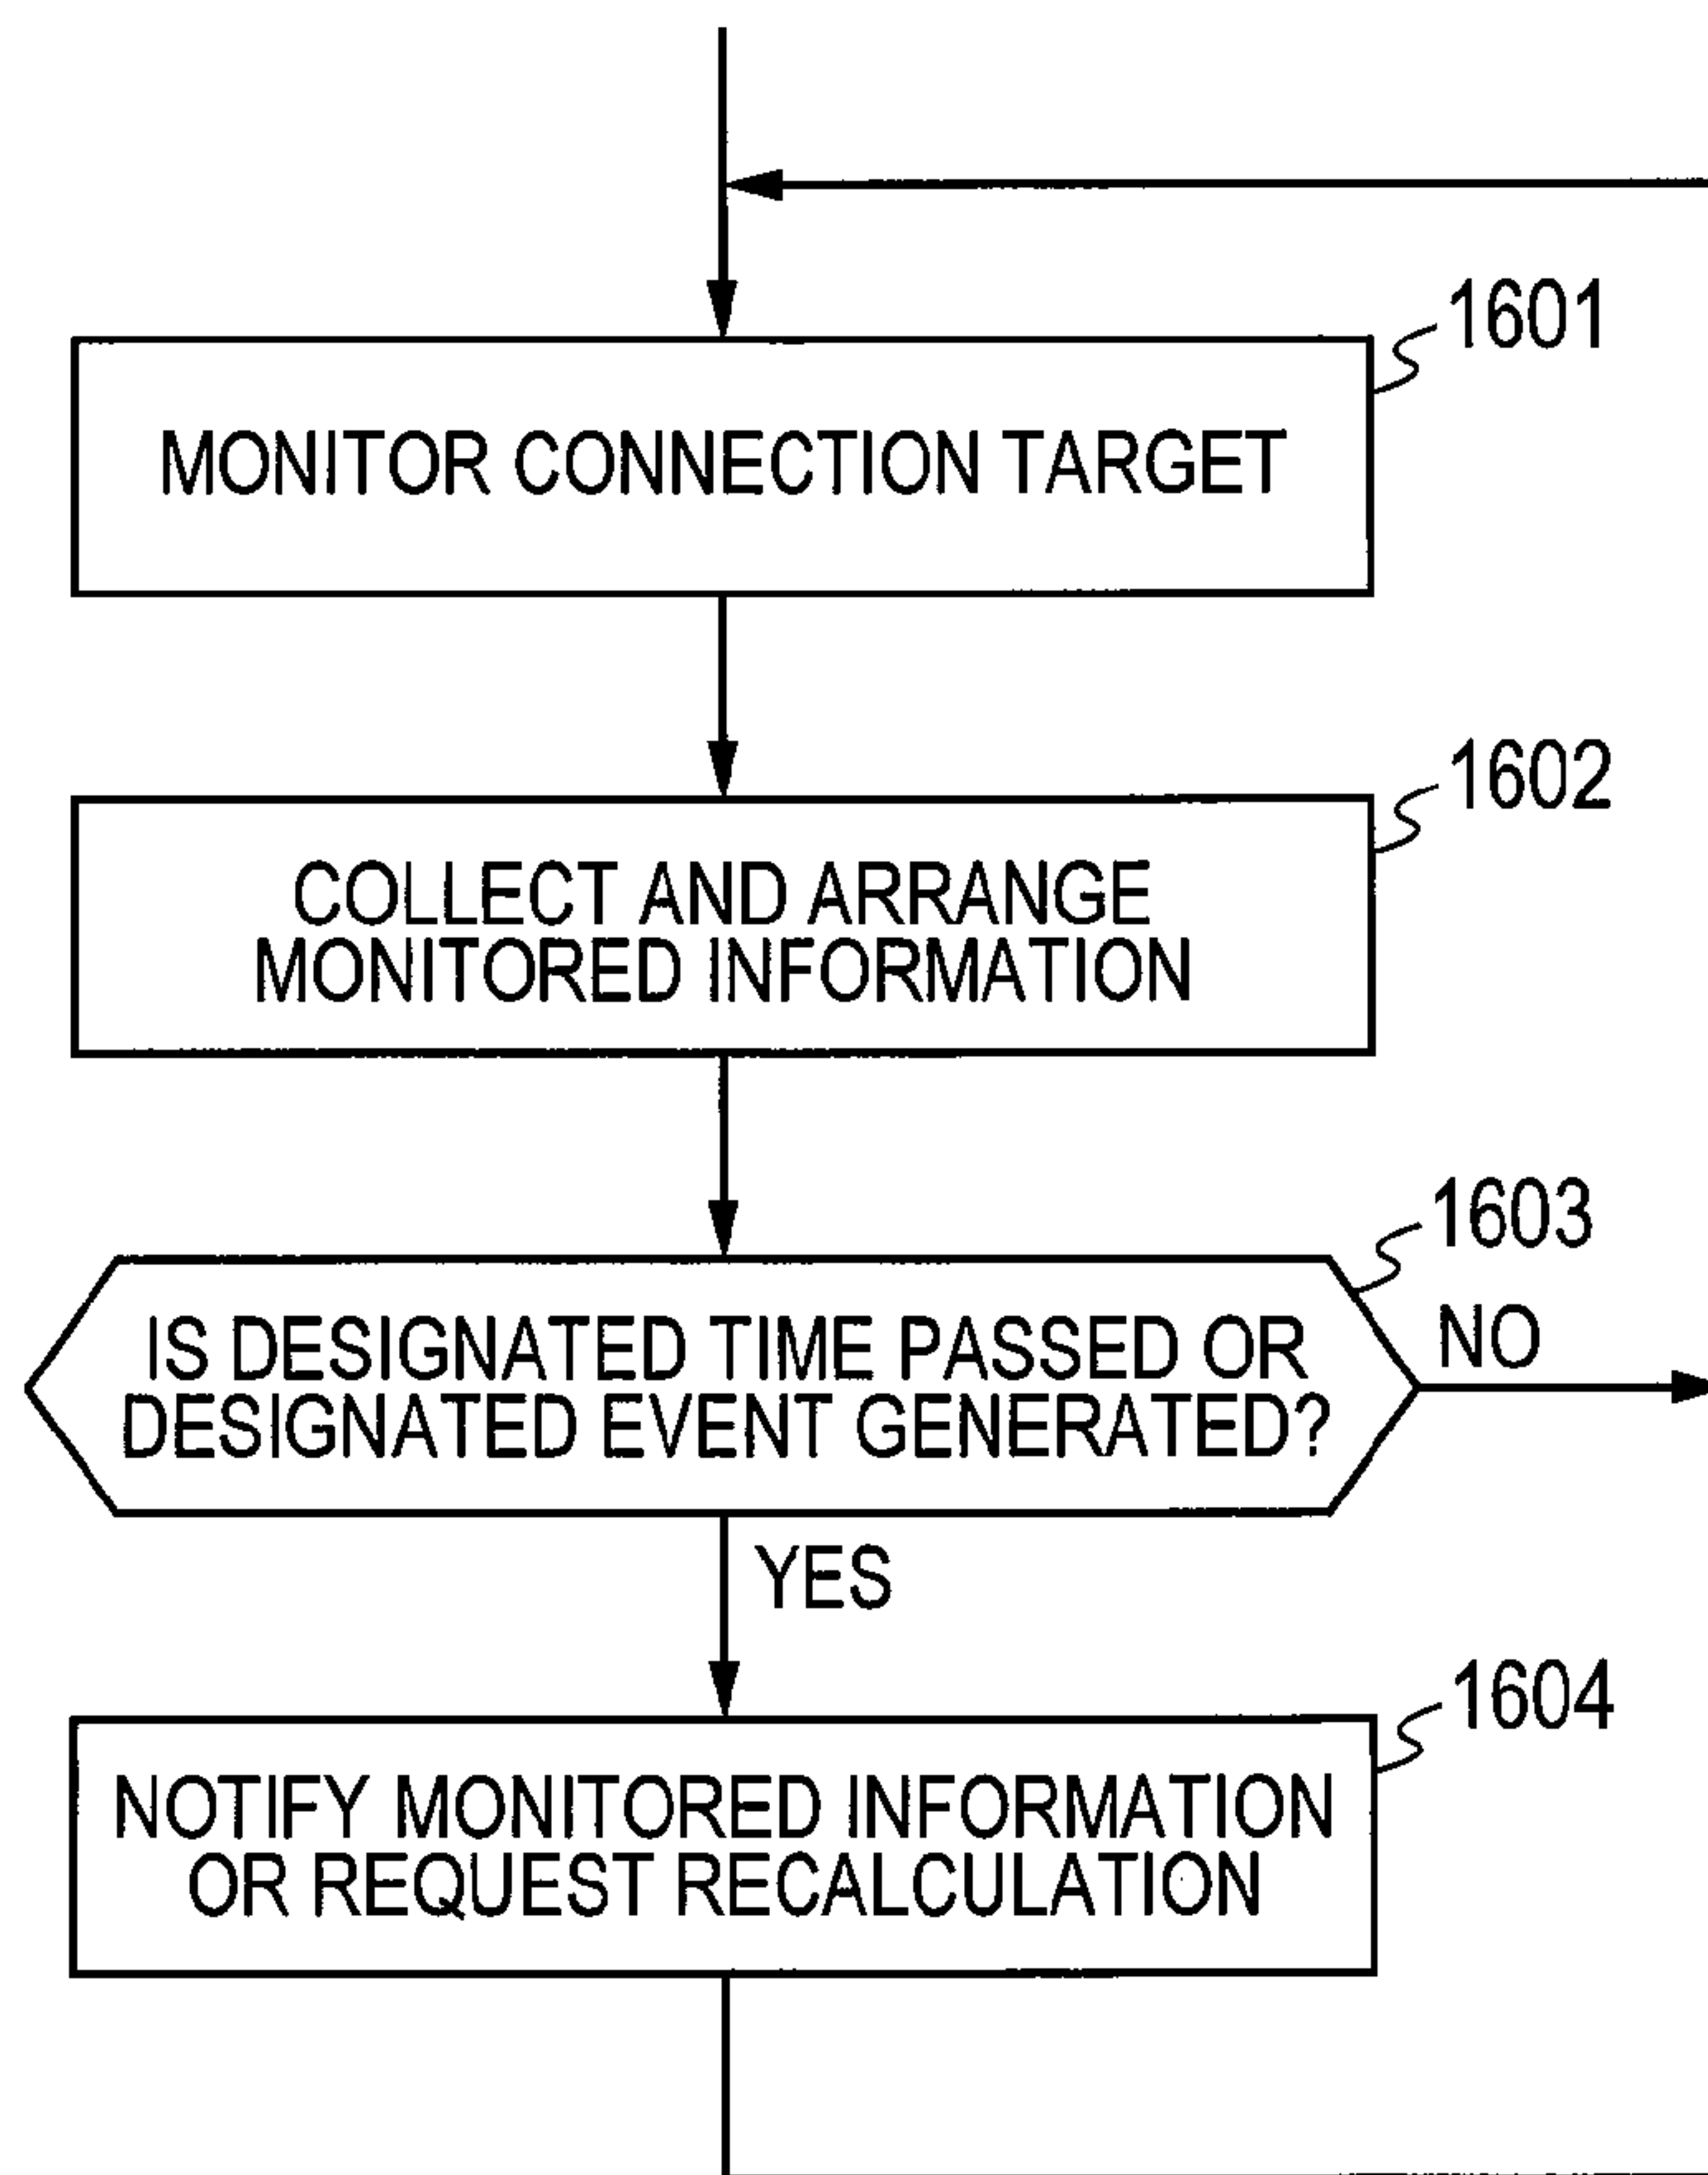 1601
MONITOR CONNECTION TARGET
1602
COLLECT AND ARRANGE
MONITORED INFORMATION
1603
IS DESIGNATED TIME PASSED OR
DESIGNATED EVENT GENERATED?
NO
YES
1604
NOTIFY MONITORED INFORMATION
OR REQUEST RECALCULATION